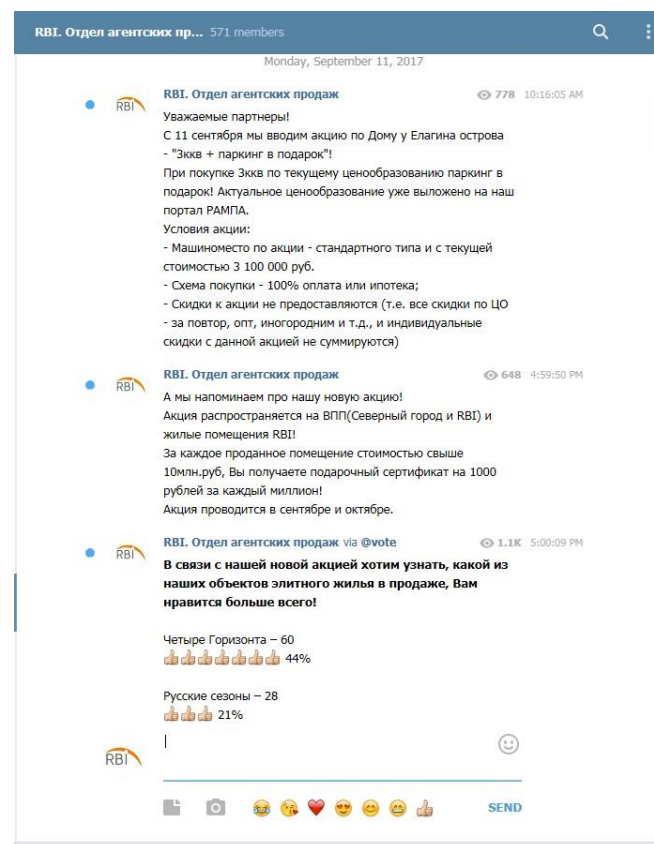 RBI. Отдел агентских пр... 571 members
Monday, September 11, 2017
RBI. Отдел агентских продаж 778 10:16:05 AM
RBI
Уважаемые партнеры!
С 11 сентября мы вводим акцию по Дому у Елагина острова
- "3ккв + паркинг в подарок"!
При покупке 3ккв по текущему ценообразованию паркинг в
подарок! Актуальное ценообразование уже выложено на наш
портал РАМПА.
Условия акции:
- Машиноместо по акции - стандартного типа и с текущей
стоимостью 3 100 000 руб.
- Схема покупки - 100% оплата или ипотека;
- Скидки к акции не предоставляются (т.е. все скидки по ЦО
- за повтор, опт, иногородним и т.д., и индивидуальные
скидки с данной акцией не суммируются)
RBI. Отдел агентских продаж 648 4:59:50 PM
RBI
А мы напоминаем про нашу новую акцию!
Акция распространяется на ВПП(Северный город и RBI) и
жилые помещения RBI!
За каждое проданное помещение стоимостью свыше
10млн.руб, Вы получаете подарочный сертификат на 1000
рублей за каждый миллион!
Акция проводится в сентябре и октябре.
RBI. Отдел агентских продаж via @vote 1.1K 5:00:09 PM
RBI
В связи с нашей новой акцией хотим узнать, какой из
наших объектов элитного жилья в продаже, Вам
нравится больше всего!
Четыре Горизонта – 60
👍👍👍👍👍👍👍 44%
Русские сезоны – 28
👍👍👍 21%
RBI
SEND